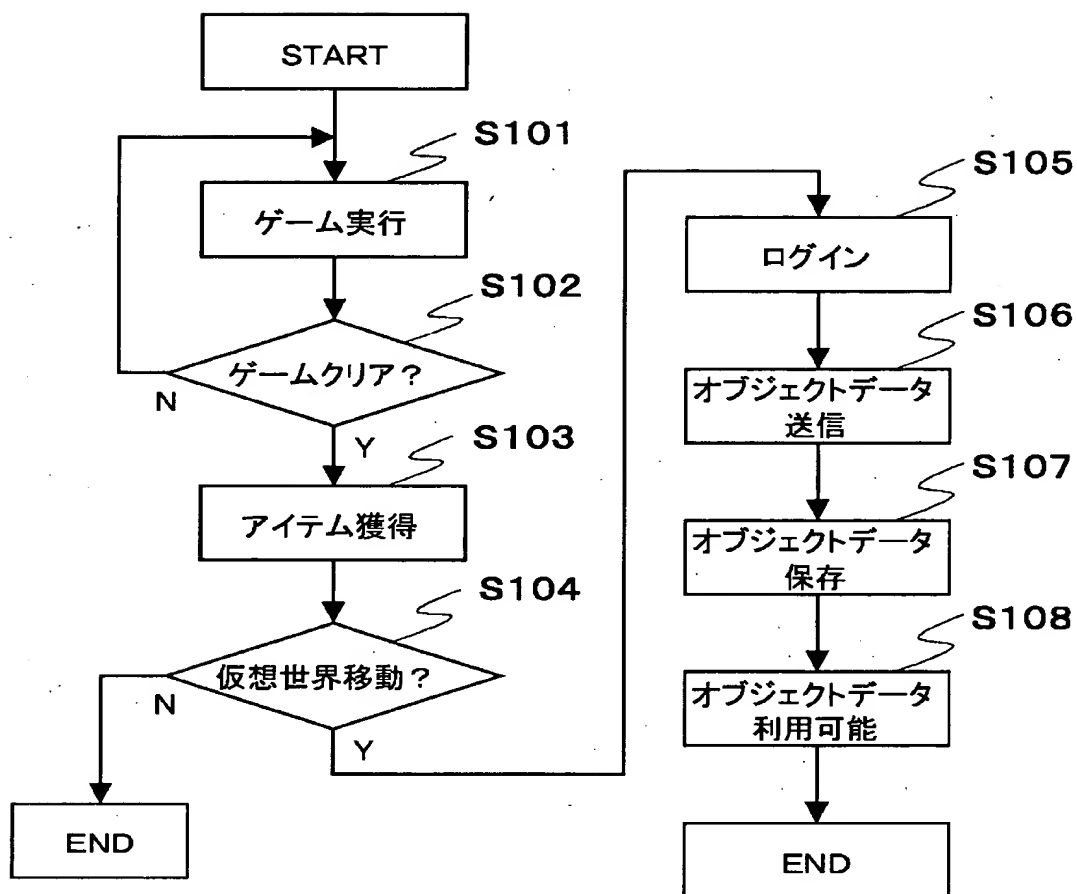 START
S101
ゲーム実行
S102
ゲームクリア?
N
Y
S103
アイテム獲得
S104
仮想世界移動?
N
Y
END
S105
ログイン
S106
オブジェクトデータ
送信
S107
オブジェクトデータ
保存
S108
オブジェクトデータ
利用可能
END